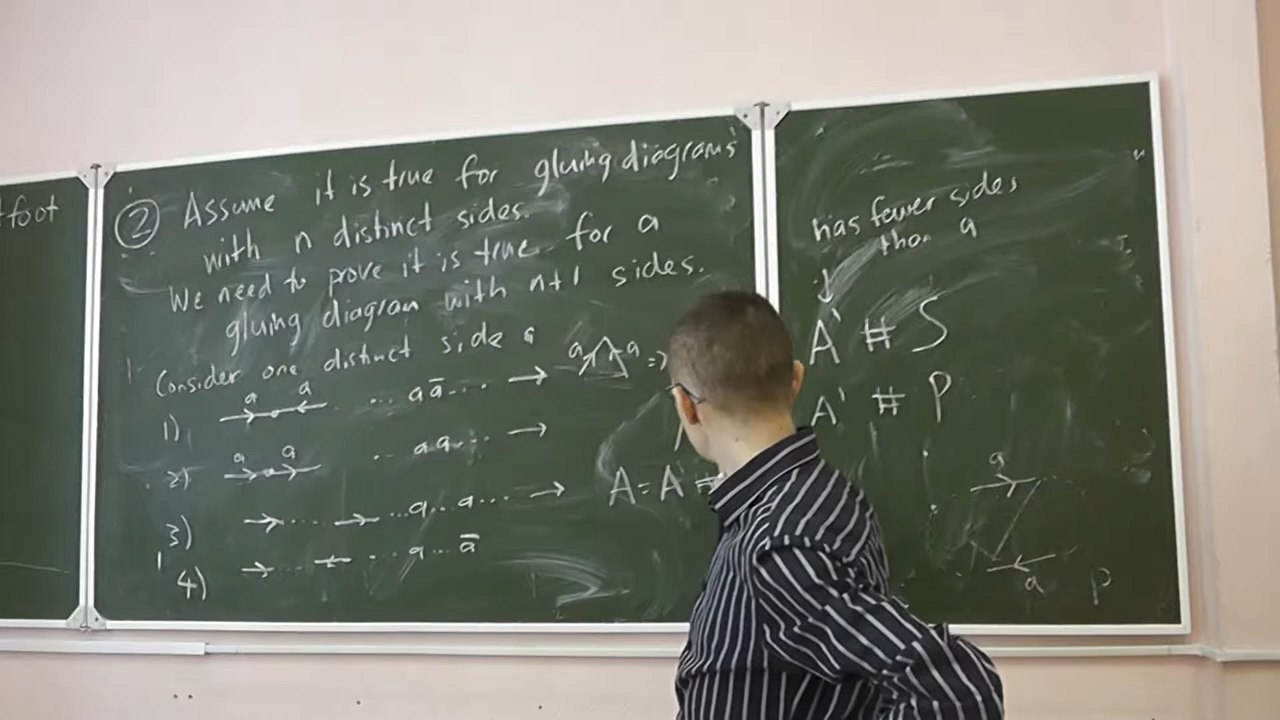 tfoot
② Assume it is true for gluing diagrams
with n distinct sides.
We need to prove it is true for a
gluing diagram with n+1 sides.
Consider one distinct side a
1) a a ... a ā ... → a a ⇒
2) a a ... a a ... →
3) ... ... a ... a ... → A = A' #
4) ... ... a ... ā
has fewer sides
than a
↓
A' # S
A' # P
a
a P